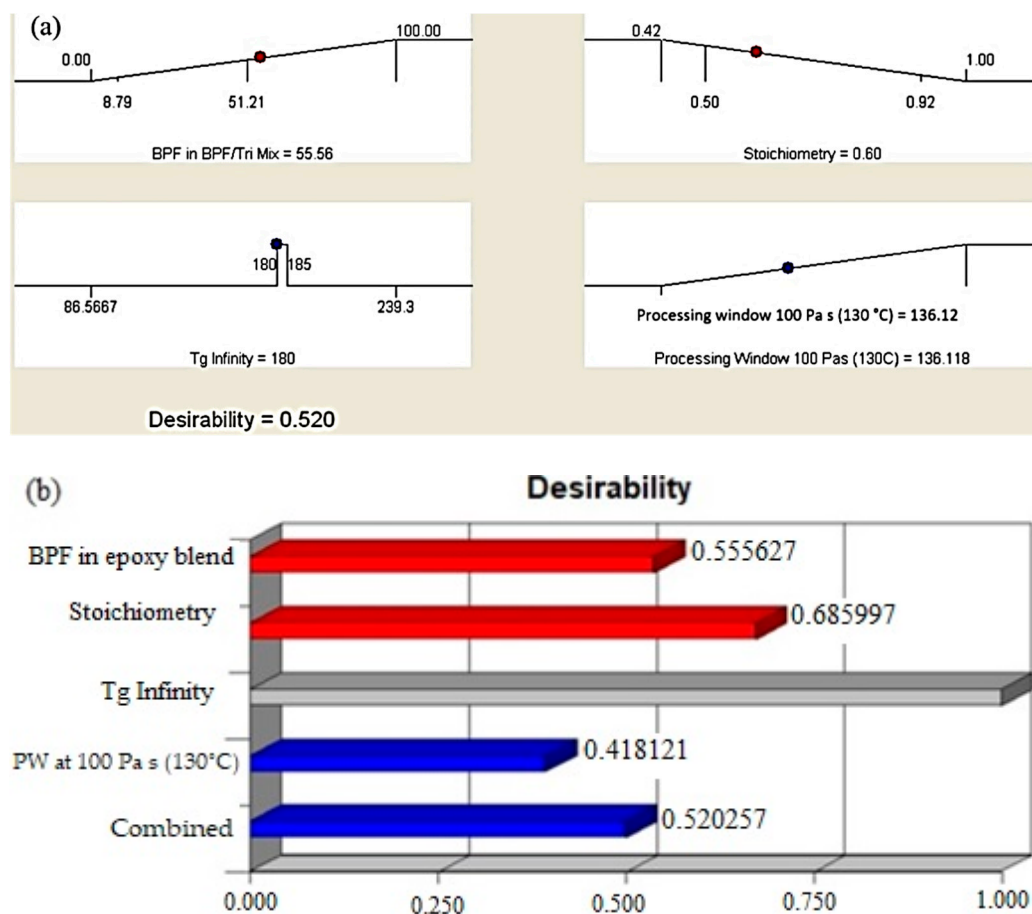 (a)
0.00
100.00
8.79
51.21
BPF in BPF/Tri Mix = 55.56
0.42
1.00
0.50
0.92
Stoichiometry = 0.60
180
185
86.5667
239.3
Tg Infinity = 180
Processing window 100 Pa s (130 °C) = 136.12
Processing Window 100 Pas (130C) = 136.118
Desirability = 0.520
(b)
Desirability
BPF in epoxy blend
0.555627
Stoichiometry
0.685997
Tg Infinity
PW at 100 Pa s (130°C)
0.418121
Combined
0.520257
0.000 0.250 0.500 0.750 1.000